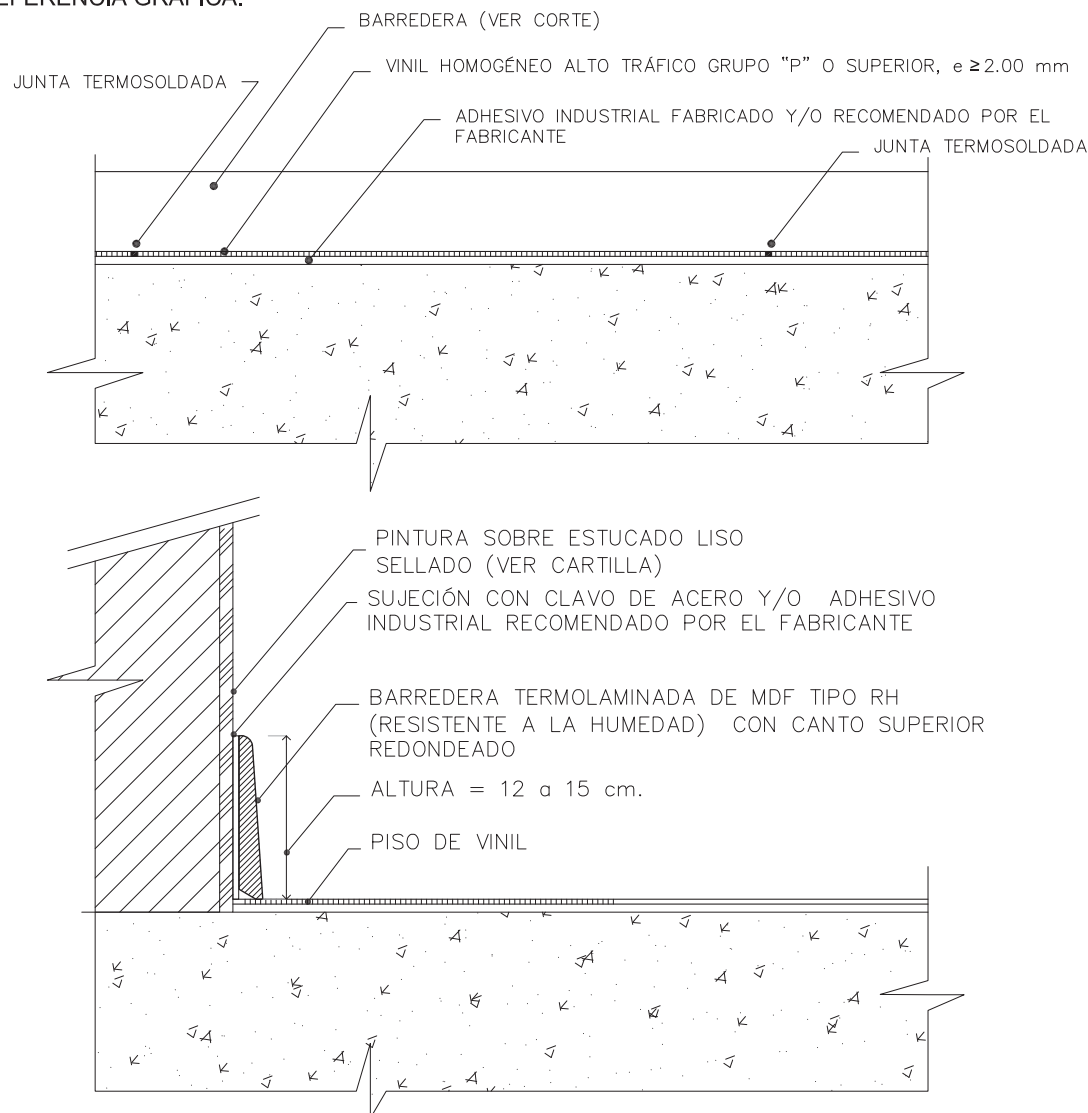 EFERENCIA GRÁFICA:
BARREDERA (VER CORTE)
JUNTA TERMOSOLDADA
VINIL HOMOGÉNEO ALTO TRÁFICO GRUPO "P" O SUPERIOR, e ≥2.00 mm
ADHESIVO INDUSTRIAL FABRICADO Y/O RECOMENDADO POR EL
FABRICANTE
JUNTA TERMOSOLDADA
PINTURA SOBRE ESTUCADO LISO
SELLADO (VER CARTILLA)
SUJECIÓN CON CLAVO DE ACERO Y/O ADHESIVO
INDUSTRIAL RECOMENDADO POR EL FABRICANTE
BARREDERA TERMOLAMINADA DE MDF TIPO RH
(RESISTENTE A LA HUMEDAD) CON CANTO SUPERIOR
REDONDEADO
ALTURA = 12 a 15 cm.
PISO DE VINIL